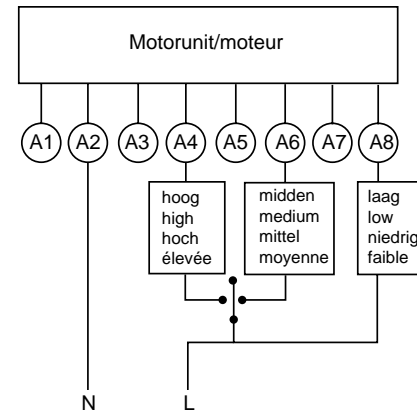 Motorunit/moteur
A1 A2 A3 A4 A5 A6 A7 A8
hoog
high
hoch
élevée
midden
medium
mittel
moyenne
laag
low
niedrig
faible
N L